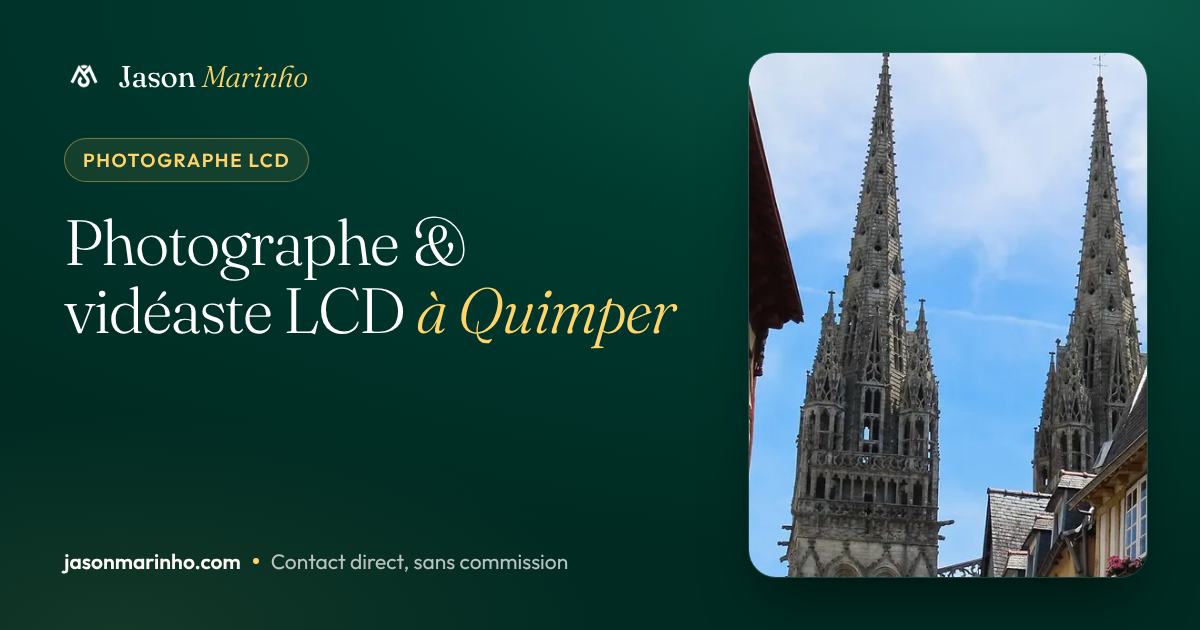 Jason Marinho
PHOTOGRAPHE LCD
Photographe &
vidéaste LCD à Quimper
jasonmarinho.com • Contact direct, sans commission